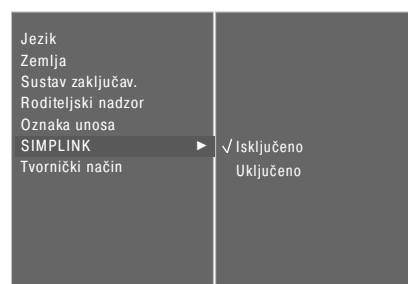 Jezik
Zemlja
Sustav zaključav.
Roditeljski nadzor
Oznaka unosa
SIMPLINK ► √ Isključeno
Tvornički način Uključeno